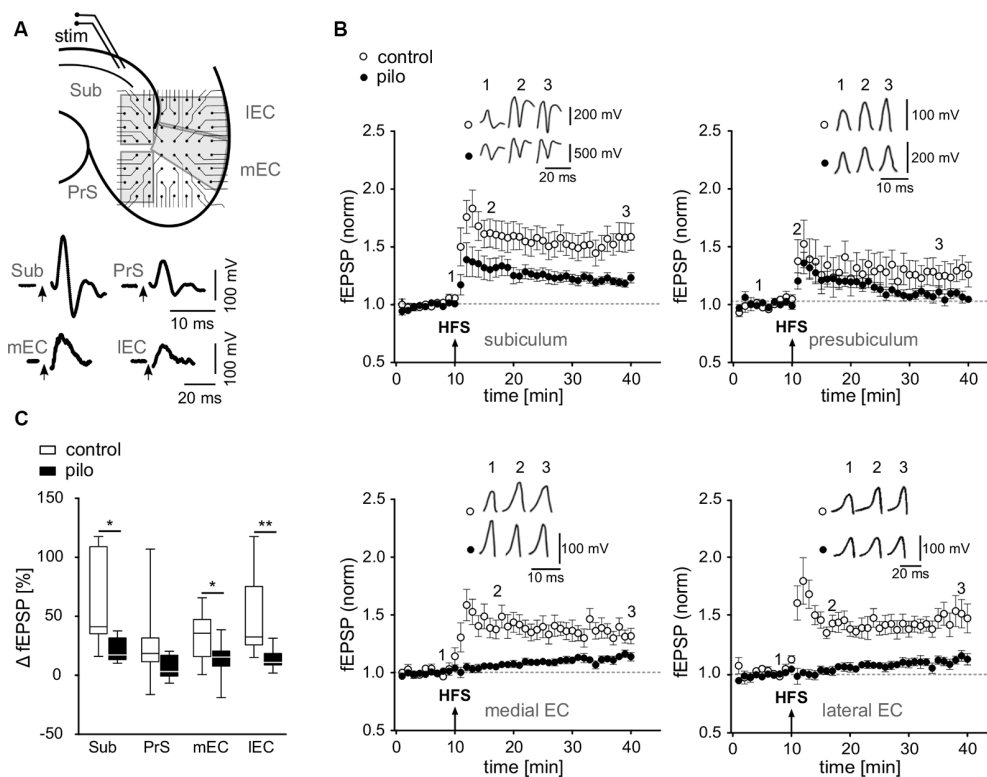 A
stim
Sub
lEC
mEC
PrS
Sub
PrS
100 mV
10 ms
mEC
lEC
100 mV
20 ms
B
control
pilo
1 2 3
200 mV
500 mV
20 ms
2.5
2.0
1.5
1.0
0.5
fEPSP (norm)
1
2
3
HFS
subiculum
0 10 20 30 40
time [min]
1 2 3
100 mV
200 mV
10 ms
2.5
2.0
1.5
1.0
0.5
fEPSP (norm)
1
2
3
HFS
presubiculum
0 10 20 30 40
time [min]
C
control
pilo
150
100
50
0
-50
Δ fEPSP [%]
*
*
**
Sub PrS mEC lEC
1 2 3
100 mV
10 ms
2.5
2.0
1.5
1.0
0.5
fEPSP (norm)
1
2
3
HFS
medial EC
0 10 20 30 40
time [min]
1 2 3
100 mV
20 ms
2.5
2.0
1.5
1.0
0.5
fEPSP (norm)
1
2
3
HFS
lateral EC
0 10 20 30 40
time [min]